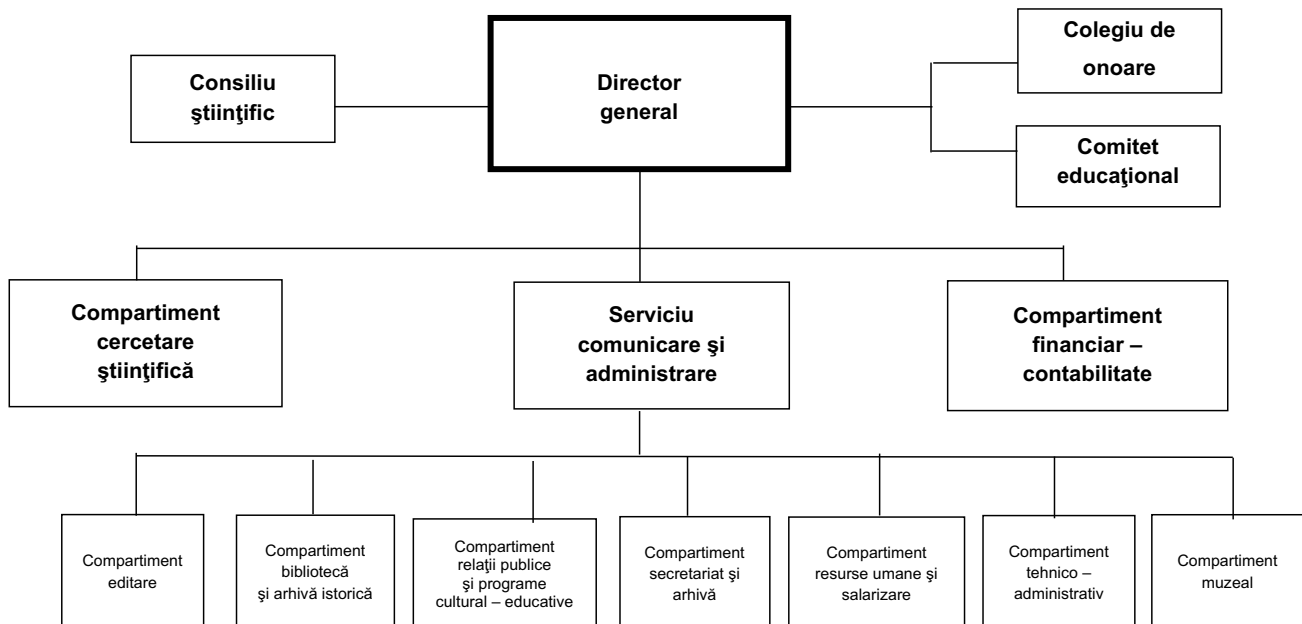 Consiliu
ştiinţific
Director
general
Colegiu de
onoare
Comitet
educaţional
Compartiment
cercetare
ştiinţifică
Serviciu
comunicare şi
administrare
Compartiment
financiar –
contabilitate
Compartiment
editare
Compartiment
bibliotecă
şi arhivă istorică
Compartiment
relaţii publice
şi programe
cultural – educative
Compartiment
secretariat şi
arhivă
Compartiment
resurse umane şi
salarizare
Compartiment
tehnico –
administrativ
Compartiment
muzeal